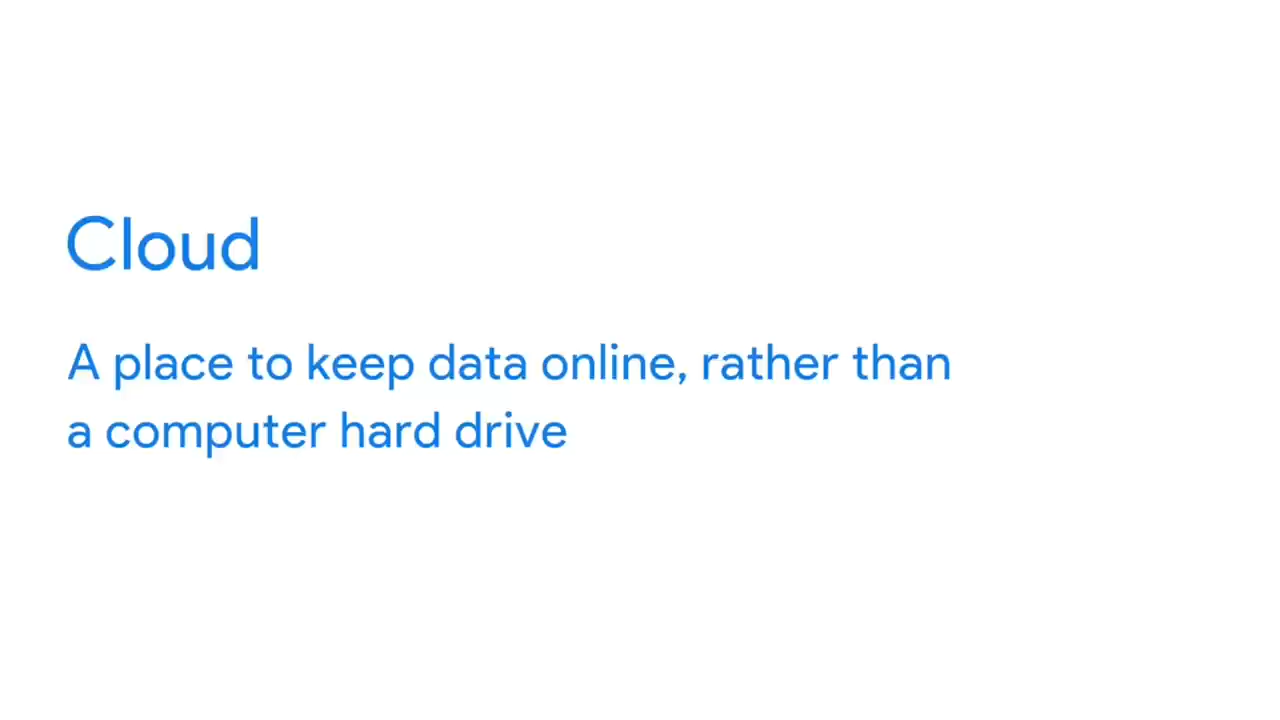 Cloud
A place to keep data online, rather than
a computer hard drive